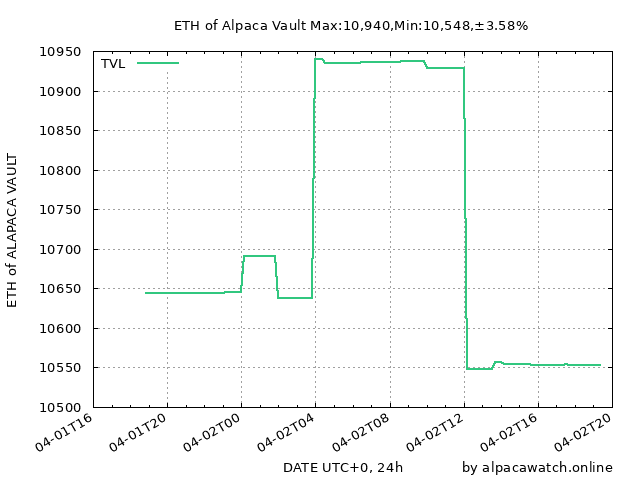 ETH of Alpaca Vault Max:10,940,Min:10,548,±3.58%
TVL
10950
10900
10850
10800
10750
10700
10650
10600
10550
10500
ETH of ALAPACA VAULT
04-01T16
04-01T20
04-02T00
04-02T04
04-02T08
04-02T12
04-02T16
04-02T20
DATE UTC+0, 24h
by alpacawatch.online